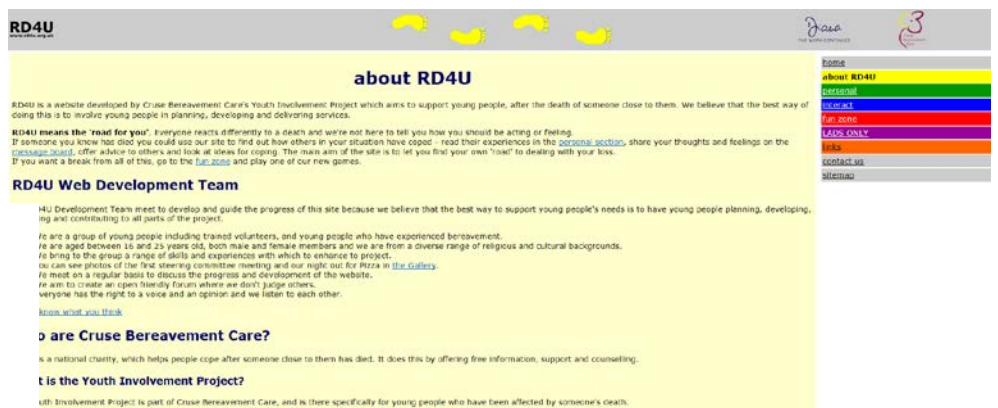 RD4U
www.rd4u.org.uk
Diana
THE WORK CONTINUES
about RD4U
RD4U is a website developed by Cruse Bereavement Care's Youth Involvement Project which aims to support young people, after the death of someone close to them. We believe that the best way of
doing this is to involve young people in planning, developing and delivering services.
RD4U means the 'road for you'. Everyone reacts differently to a death and we're not here to tell you how you should be acting or feeling.
If someone you know has died you could use our site to find out how others in your situation have coped - read their experiences in the personal section, share your thoughts and feelings on the
message board, offer advice to others and look at ideas for coping. The main aim of the site is to let you find your own 'road' to dealing with your loss.
If you want a break from all of this, go to the fun zone and play one of our new games.
RD4U Web Development Team
4U Development Team meet to develop and guide the progress of this site because we believe that the best way to support young people's needs is to have young people planning, developing,
ing and contributing to all parts of the project.
e are a group of young people including trained volunteers, and young people who have experienced bereavement.
e are aged between 16 and 25 years old, both male and female members and we are from a diverse range of religious and cultural backgrounds.
e bring to the group a range of skills and experiences with which to enhance to project.
ou can see photos of the first steering committee meeting and our night out for Pizza in the Gallery.
e meet on a regular basis to discuss the progress and development of the website.
e aim to create an open friendly forum where we don't judge others.
veryone has the right to a voice and an opinion and we listen to each other.
know what you think
o are Cruse Bereavement Care?
s a national charity, which helps people cope after someone close to them has died. It does this by offering free information, support and counselling.
t is the Youth Involvement Project?
uth Involvement Project is part of Cruse Bereavement Care, and is there specifically for young people who have been affected by someone's death.
home
about RD4U
personal
interact
fun zone
LADS ONLY
links
contact us
sitemap